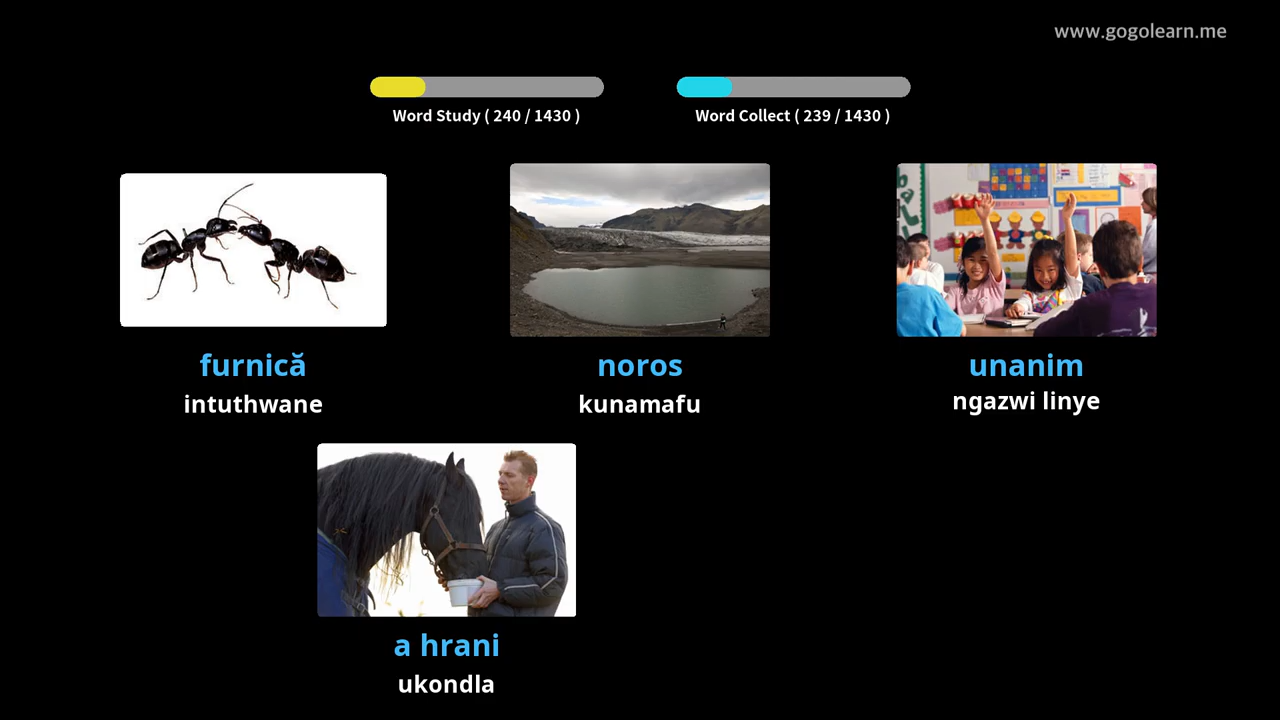 www.gogolearn.me
Word Study ( 240 / 1430 )
Word Collect ( 239 / 1430 )
furnică
intuthwane
noros
kunamafu
unanim
ngazwi linye
a hrani
ukondla